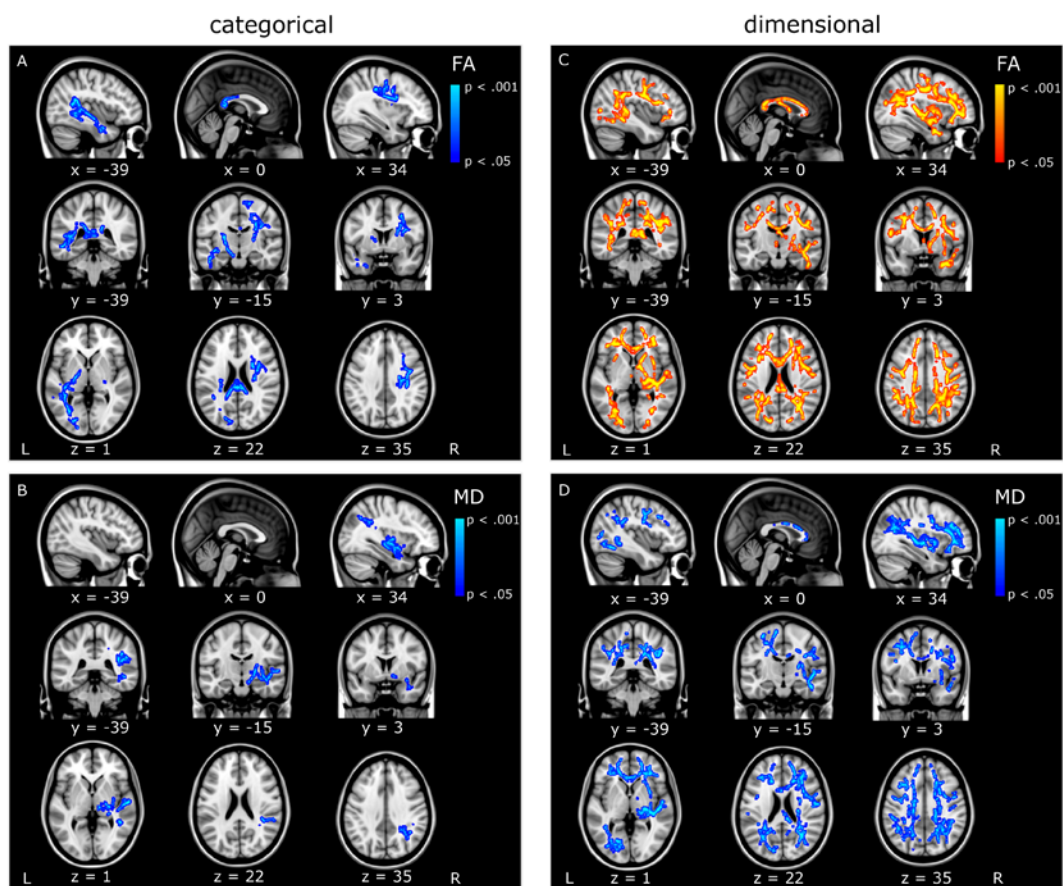 categorical
A
FA
p < .001
p < .05
x = -39
x = 0
x = 34
y = -39
y = -15
y = 3
L
z = 1
z = 22
z = 35
R
B
MD
p < .001
p < .05
x = -39
x = 0
x = 34
y = -39
y = -15
y = 3
L
z = 1
z = 22
z = 35
R
dimensional
C
FA
p < .001
p < .05
x = -39
x = 0
x = 34
y = -39
y = -15
y = 3
L
z = 1
z = 22
z = 35
R
D
MD
p < .001
p < .05
x = -39
x = 0
x = 34
y = -39
y = -15
y = 3
L
z = 1
z = 22
z = 35
R